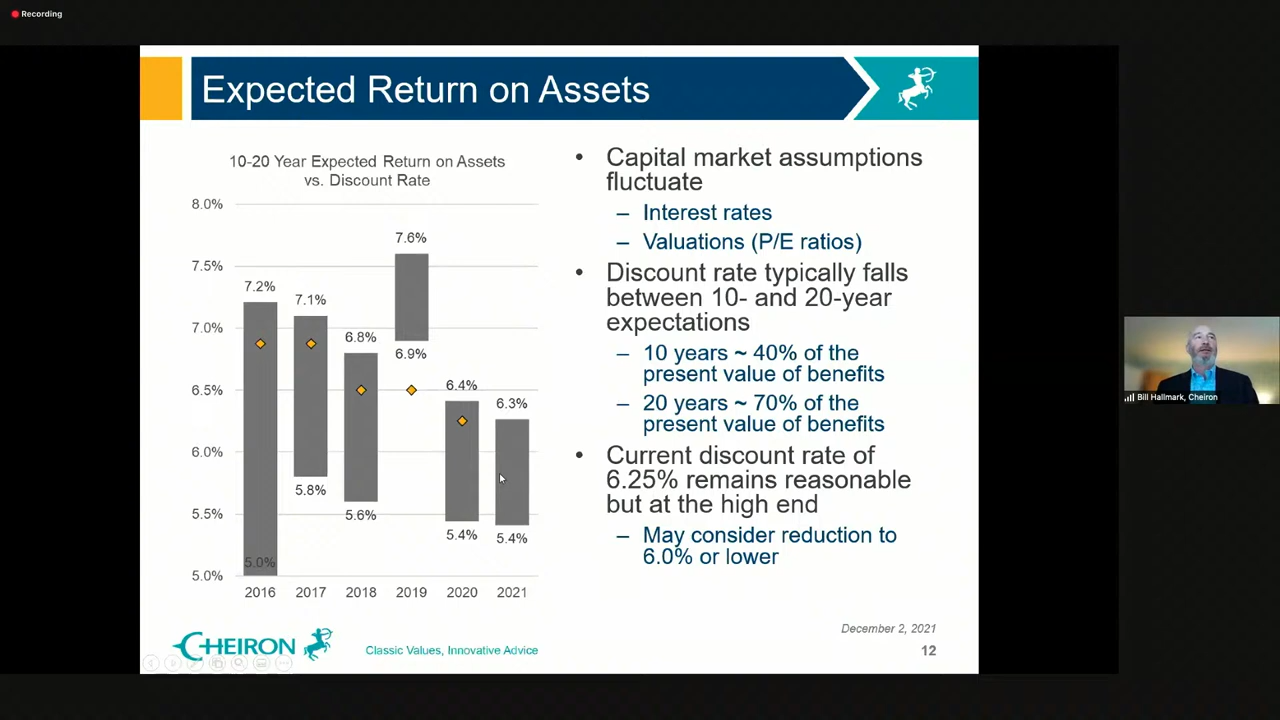 Recording
Expected Return on Assets
10-20 Year Expected Return on Assets
vs. Discount Rate
8.0%
7.5%
7.0%
6.5%
6.0%
5.5%
5.0%
7.2%
5.0%
7.1%
5.8%
6.8%
5.6%
7.6%
6.9%
6.4%
5.4%
6.3%
5.4%
2016 2017 2018 2019 2020 2021
• Capital market assumptions
fluctuate
– Interest rates
– Valuations (P/E ratios)
• Discount rate typically falls
between 10- and 20-year
expectations
– 10 years ~ 40% of the
present value of benefits
– 20 years ~ 70% of the
present value of benefits
• Current discount rate of
6.25% remains reasonable
but at the high end
– May consider reduction to
6.0% or lower
Bill Hallmark, Cheiron
CHEIRON
Classic Values, Innovative Advice
December 2, 2021
12